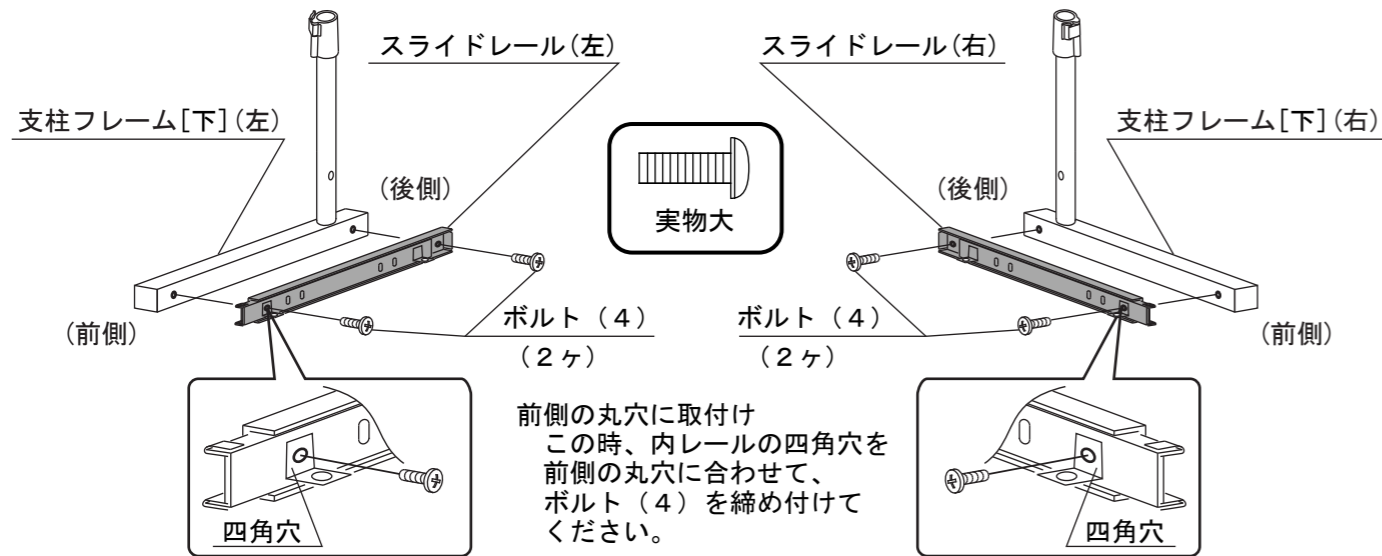 スライドレール(左)
スライドレール(右)
支柱フレーム[下](左)
支柱フレーム[下](右)
(後側)
(後側)
実物大
(前側)
ボルト（４）
（２ヶ）
ボルト（４）
（２ヶ）
(前側)
前側の丸穴に取付け
この時、内レールの四角穴を
前側の丸穴に合わせて、
ボルト（４）を締め付けて
ください。
四角穴
四角穴